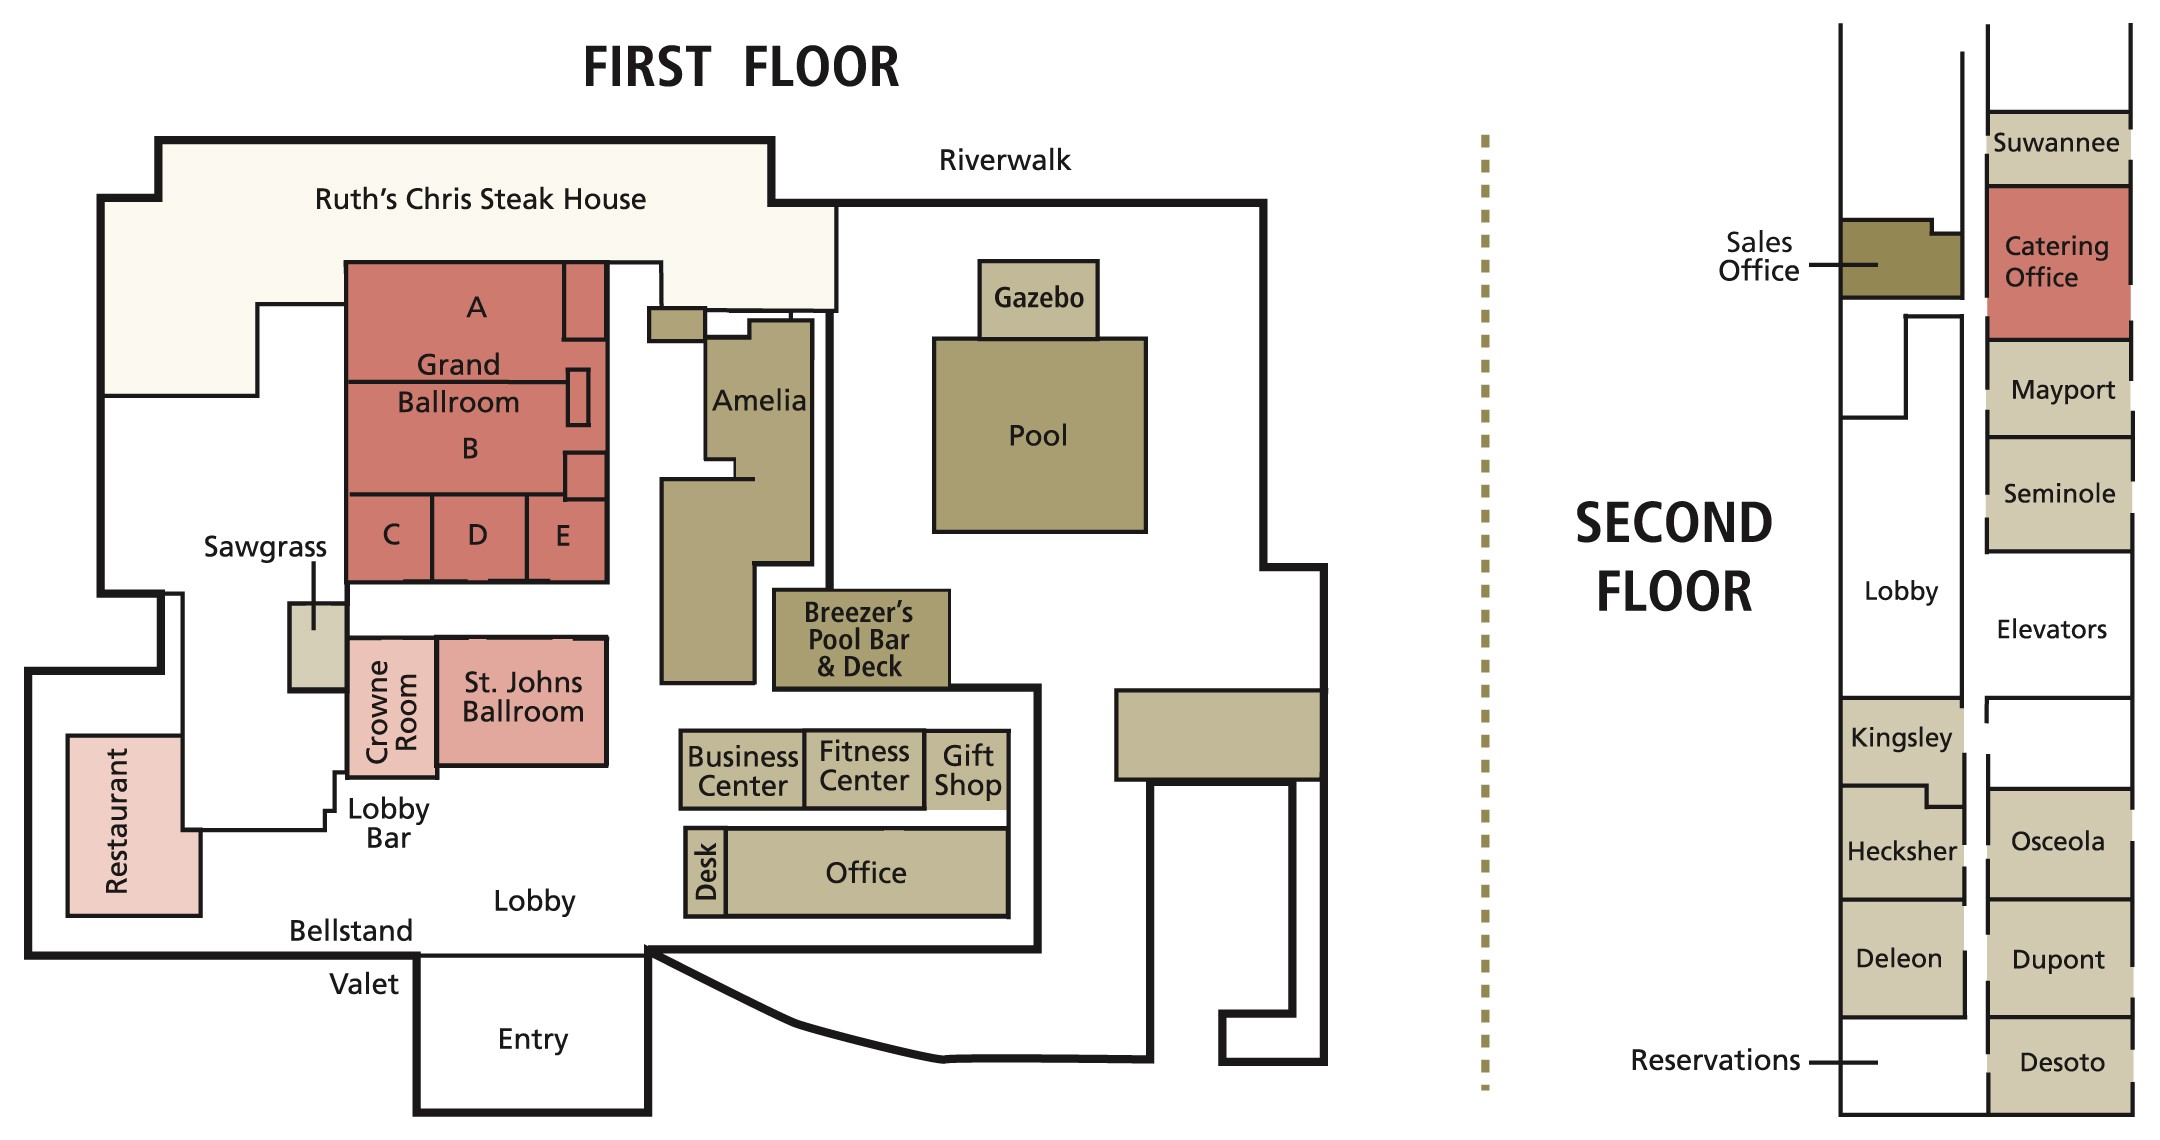 FIRST FLOOR
Riverwalk
Ruth's Chris Steak House
A
Grand
Ballroom
B
C
D
E
Sawgrass
Amelia
Gazebo
Pool
Breezer's
Pool Bar
& Deck
Crowne
Room
St. Johns
Ballroom
Restaurant
Lobby
Bar
Business
Center
Fitness
Center
Gift
Shop
Desk
Office
Lobby
Bellstand
Valet
Entry
SECOND
FLOOR
Suwannee
Sales
Office
Catering
Office
Mayport
Seminole
Lobby
Elevators
Kingsley
Hecksher
Osceola
Deleon
Dupont
Reservations
Desoto